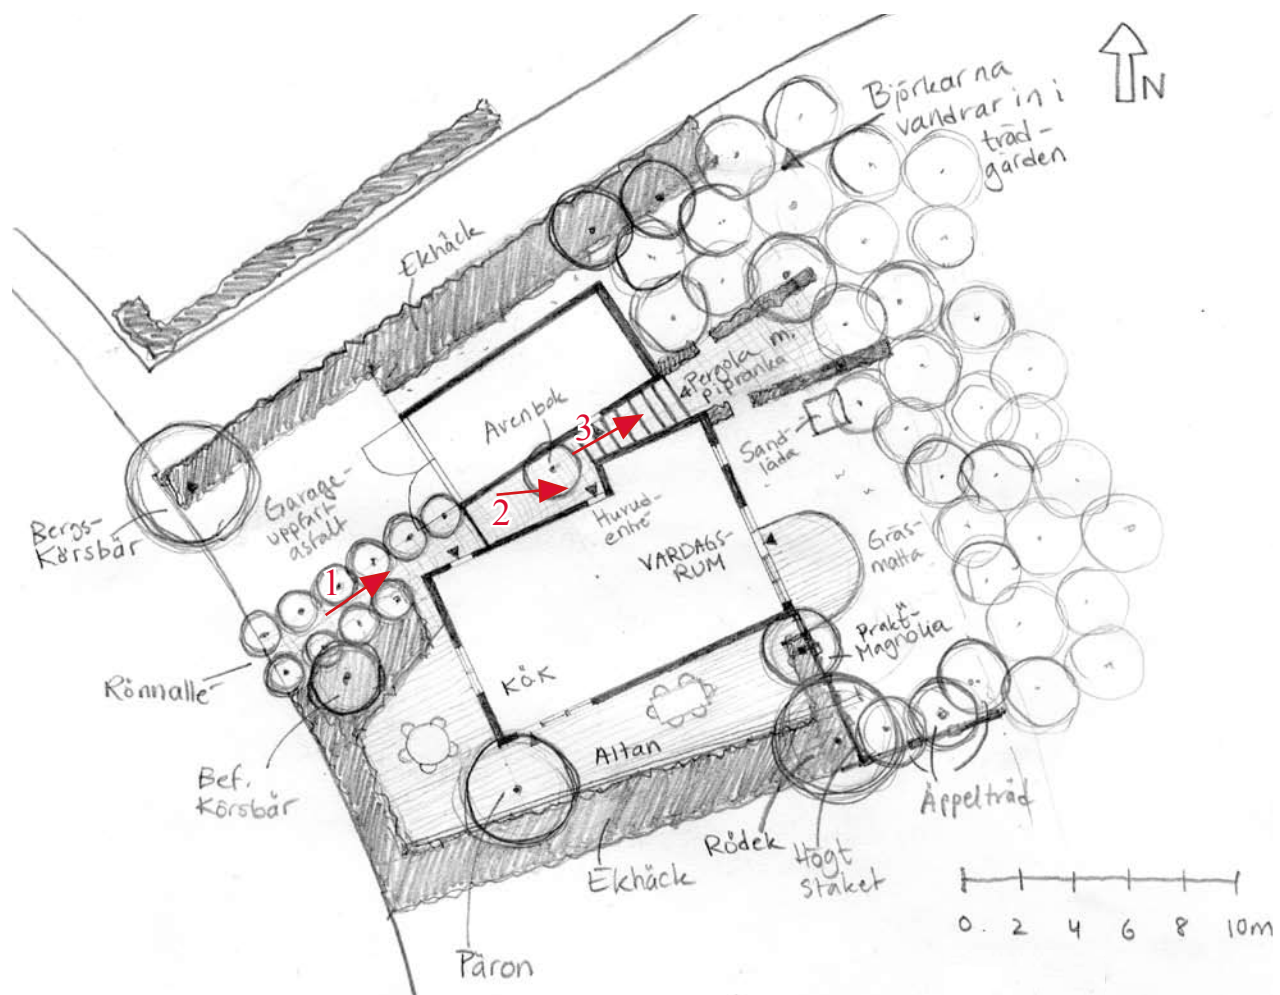 Björkarna
vandrar in i
träd-
gården
N
Ekhäck
Pergola m.
pipranka
Avenbok
3
Sand-
låda
Garage-
uppfart
asfalt
2
Huvud-
entré
Bergs-
Körsbär
VARDAGS-
RUM
Gräs-
matta
1
Prakt-
Magnolia
Rönnallé
KÖK
Altan
Bef.
Körsbär
Äppelträd
Rödek
Högt
staket
Ekhäck
0. 2 4 6 8 10m
Päron